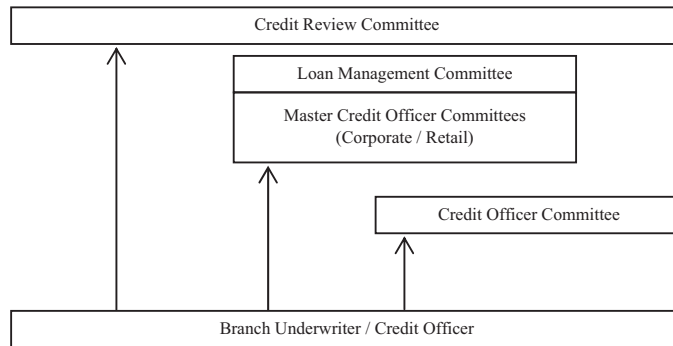 Credit Review Committee
Loan Management Committee
Master Credit Officer Committees
(Corporate / Retail)
Credit Officer Committee
Branch Underwriter / Credit Officer